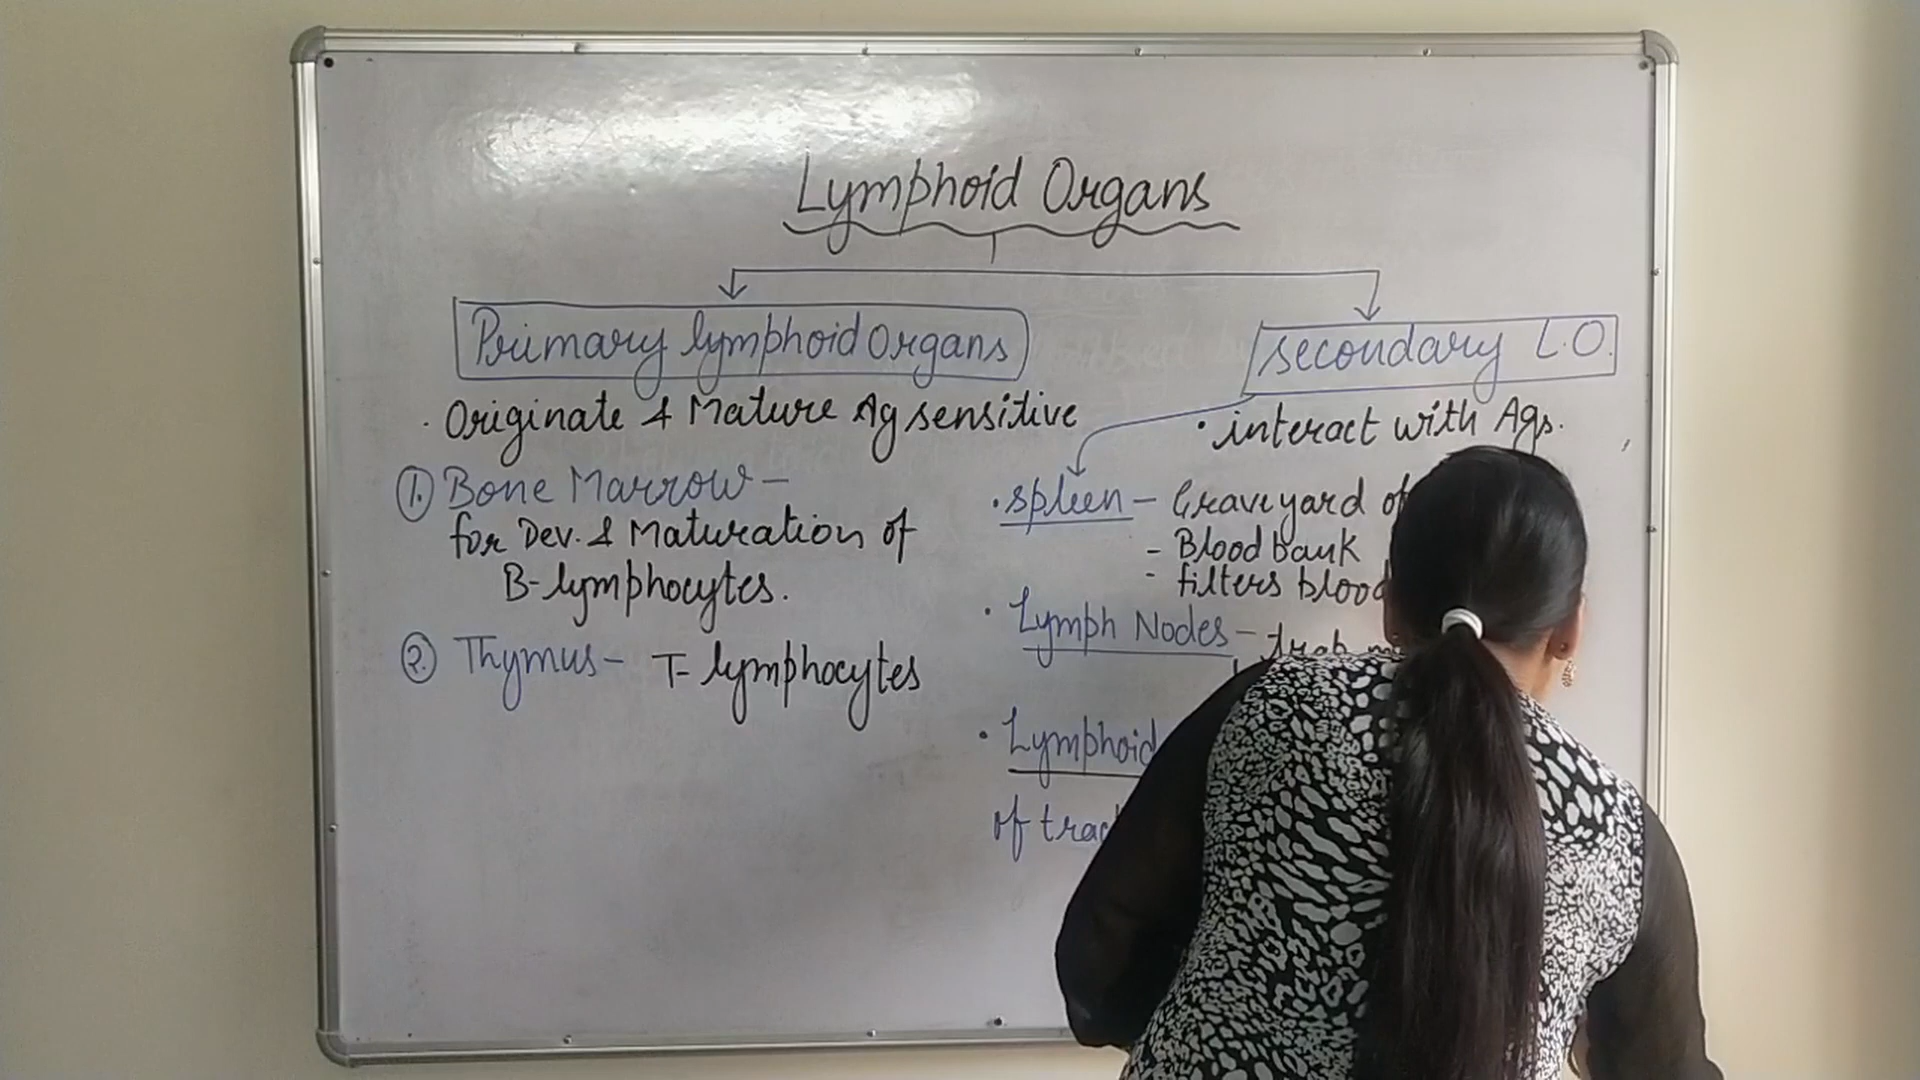 Lymphoid Organs
Primary lymphoid Organs
· Originate & Mature Ag sensitive
1. Bone Marrow –
for Dev. & Maturation of
B-lymphocytes.
2. Thymus – T- lymphocytes
secondary L.O.
· interact with Ags.
· spleen – Graveyard of
- Blood bank
- filters blood
· Lymph Nodes – trap
· Lymphoid
of